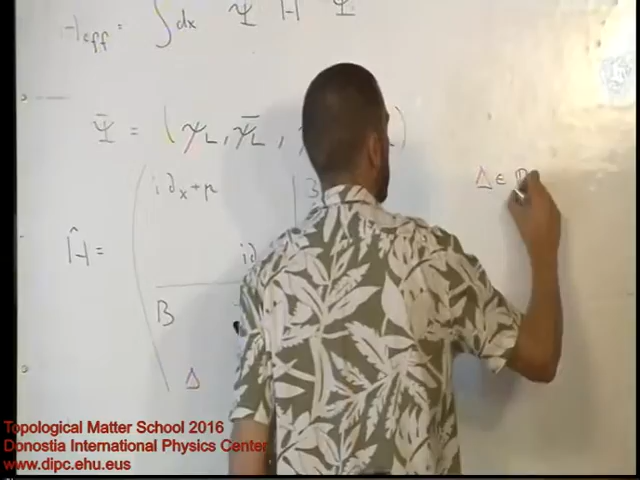 H_eff = ∫dx Ψ H Ψ
Ψ̄ = (ψ_L, ψ̄_L,
i∂_x+μ
Δ ∈
Ĥ =
B
Δ
Topological Matter School 2016
Donostia International Physics Center
www.dipc.ehu.eus